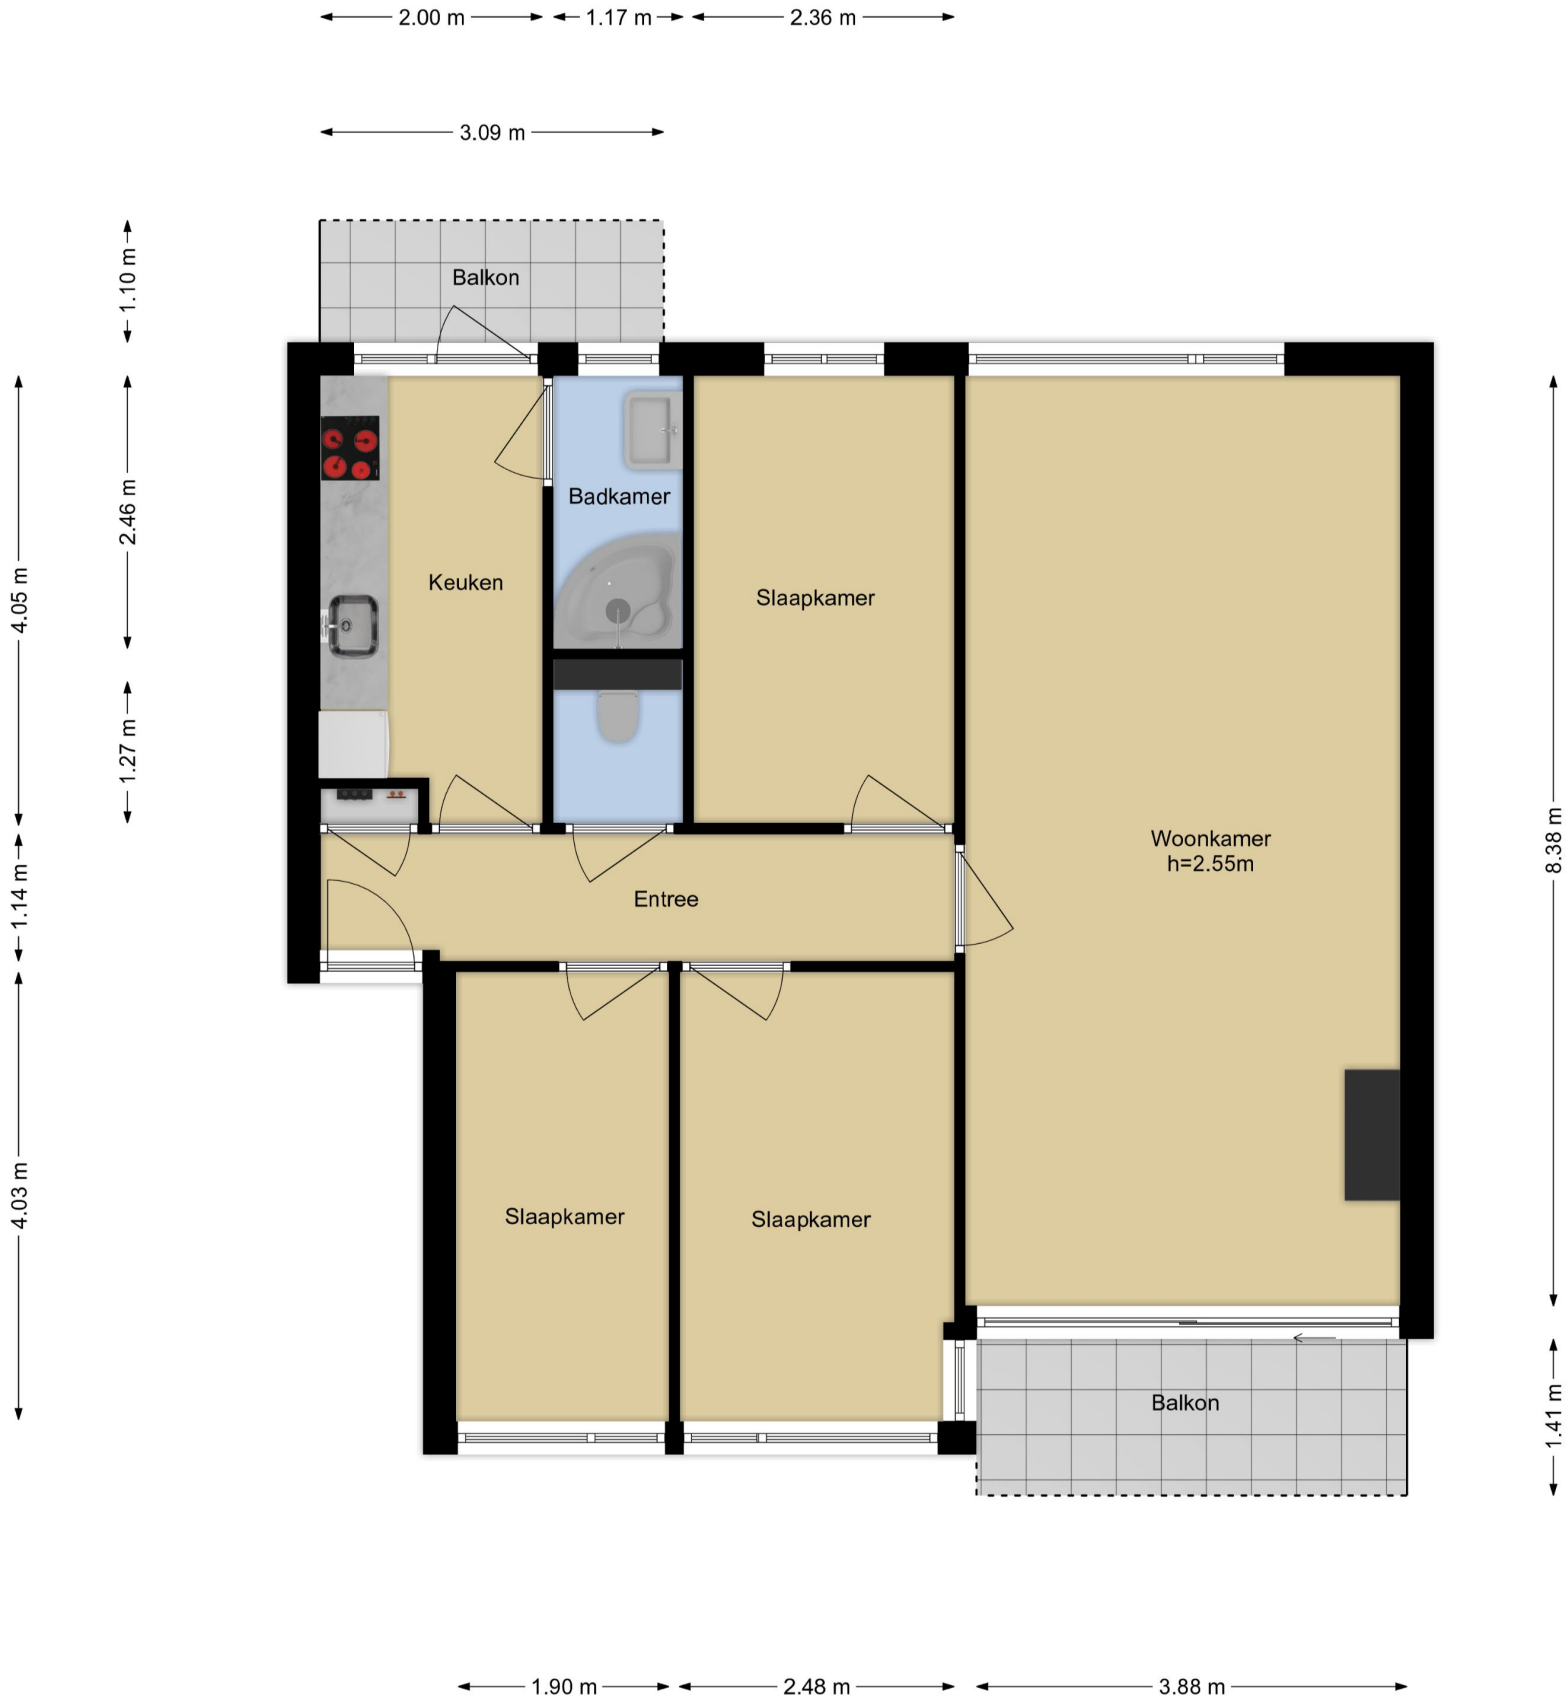 2.00 m
1.17 m
2.36 m
3.09 m
1.10 m
Balkon
2.46 m
Badkamer
Keuken
Slaapkamer
4.05 m
1.27 m
Woonkamer
h=2.55m
8.38 m
1.14 m
Entree
4.03 m
Slaapkamer
Slaapkamer
Balkon
1.41 m
1.90 m
2.48 m
3.88 m